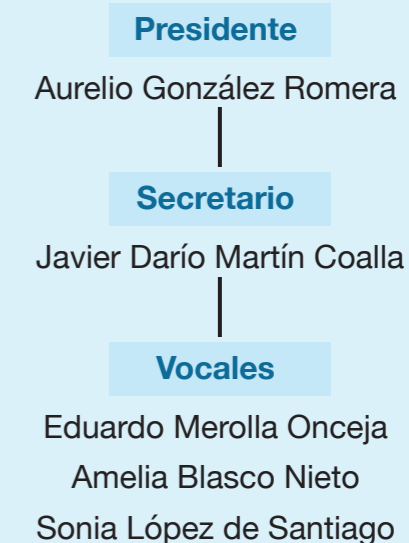 Presidente
Aurelio González Romera
Secretario
Javier Darío Martín Coalla
Vocales
Eduardo Merolla Onceja
Amelia Blasco Nieto
Sonia López de Santiago